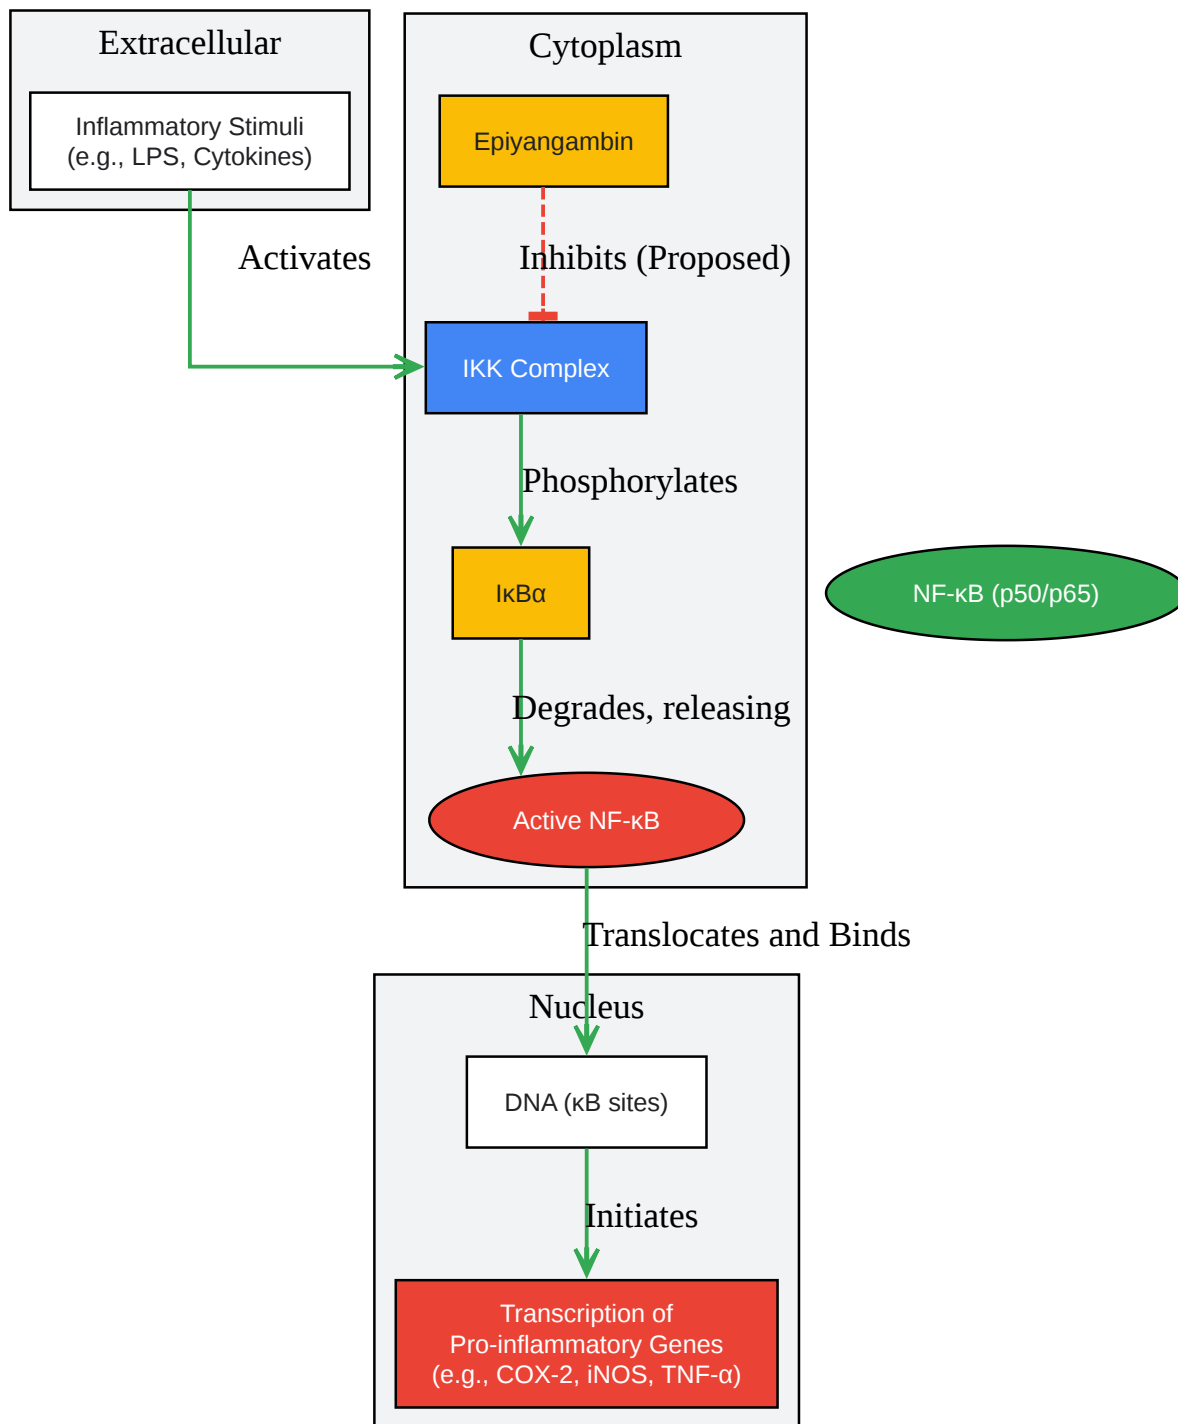 Extracellular
Inflammatory Stimuli
(e.g., LPS, Cytokines)
Activates
Cytoplasm
Epiyangambin
Inhibits (Proposed)
IKK Complex
Phosphorylates
IκBα
NF-κB (p50/p65)
Degrades, releasing
Active NF-κB
Translocates and Binds
Nucleus
DNA (κB sites)
Initiates
Transcription of
Pro-inflammatory Genes
(e.g., COX-2, iNOS, TNF-α)